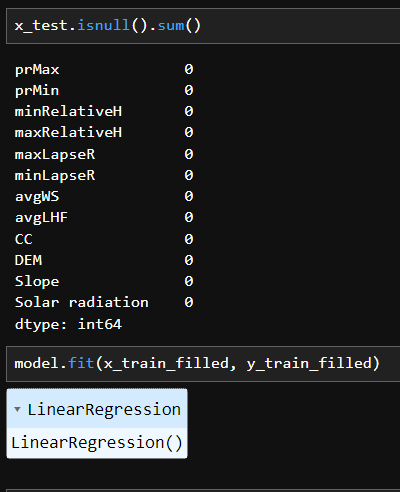 x_test.isnull().sum()
prMax 0
prMin 0
minRelativeH 0
maxRelativeH 0
maxLapseR 0
minLapseR 0
avgWS 0
avgLHF 0
CC 0
DEM 0
Slope 0
Solar radiation 0
dtype: int64
model.fit(x_train_filled, y_train_filled)
▾ LinearRegression
LinearRegression()